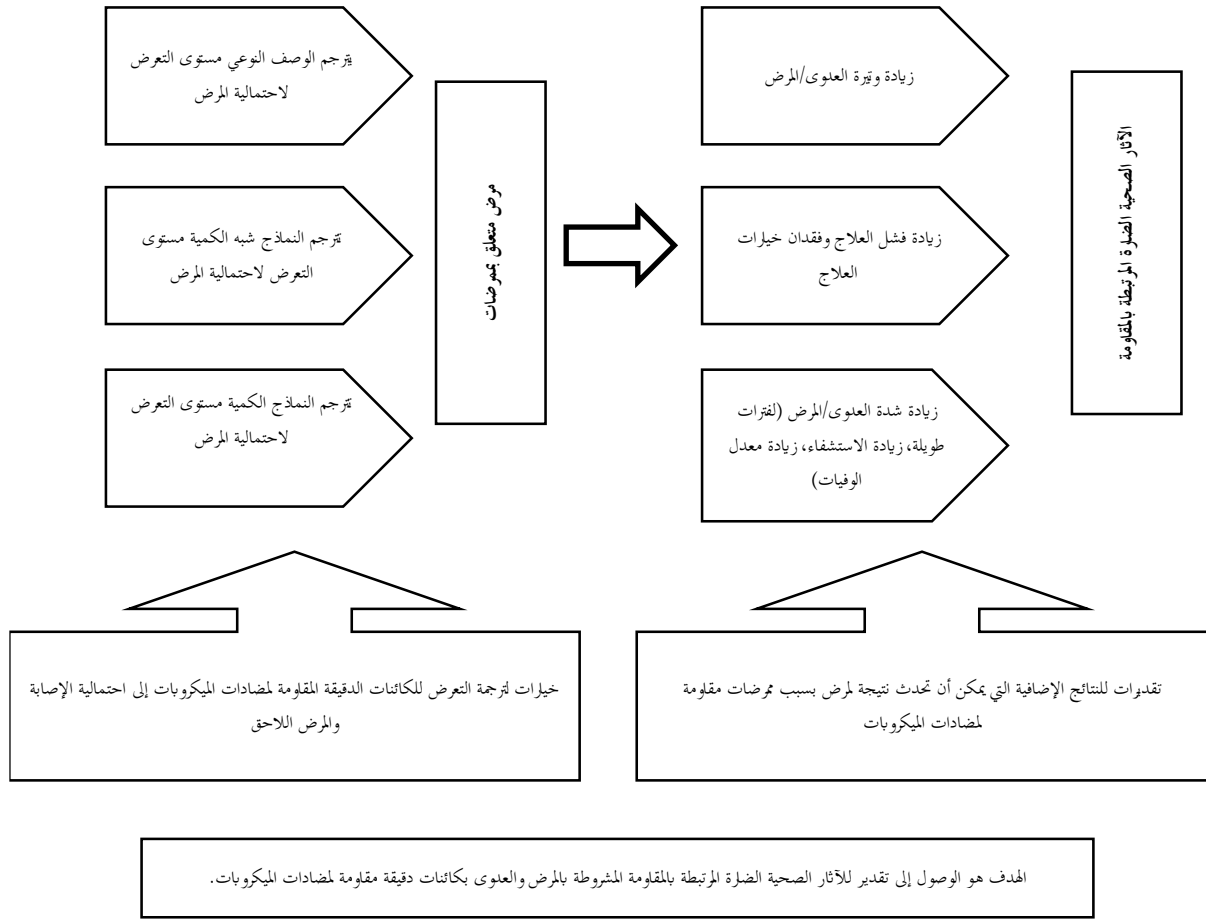 يترجم الوصف النوعي مستوى التعرض
لاحتمالية المرض
تترجم النماذج شبه الكمية مستوى
التعرض لاحتمالية المرض
تترجم النماذج الكمية مستوى التعرض
لاحتمالية المرض
مرض متعلق بممرضات
زيادة وتيرة العدوى/المرض
زيادة فشل العلاج وفقدان خيارات
العلاج
زيادة شدة العدوى/المرض (لفترات
طويلة، زيادة الاستشفاء، زيادة معدل
الوفيات)
الآثار الصحية الضارة المرتبطة بالمقاومة
خيارات لترجمة التعرض للكائنات الدقيقة المقاومة لمضادات الميكروبات إلى احتمالية الإصابة
والمرض اللاحق
تقديرات للنتائج الإضافية التي يمكن أن تحدث نتيجة لمرض بسبب ممرضات مقاومة
لمضادات الميكروبات
الهدف هو الوصول إلى تقدير للآثار الصحية الضارة المرتبطة بالمقاومة المشروطة بالمرض والعدوى بكائنات دقيقة مقاومة لمضادات الميكروبات.